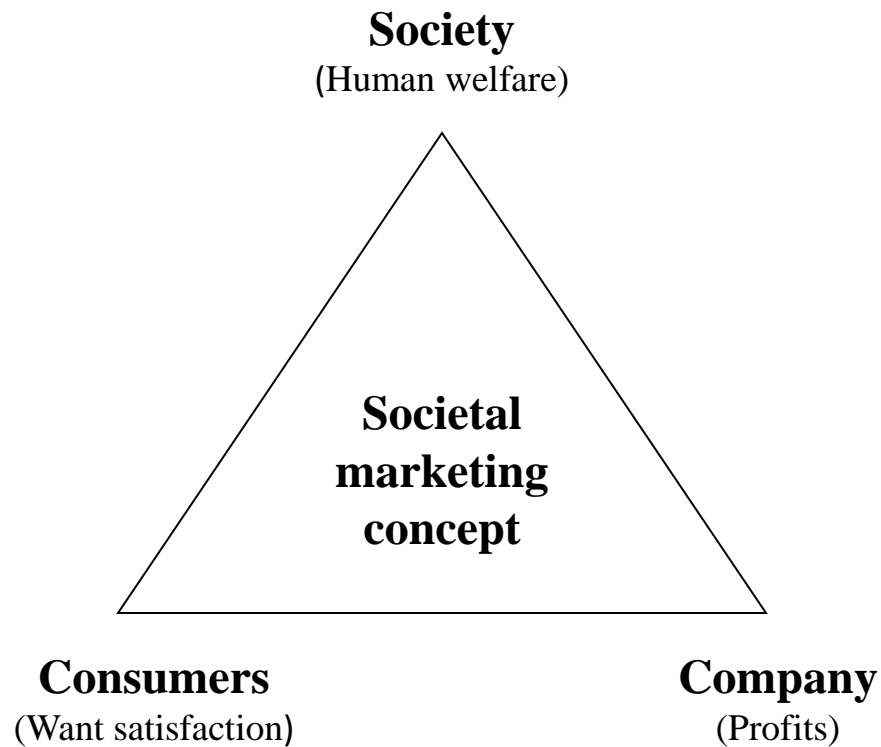 Society
(Human welfare)
Societal
marketing
concept
Consumers
(Want satisfaction)
Company
(Profits)